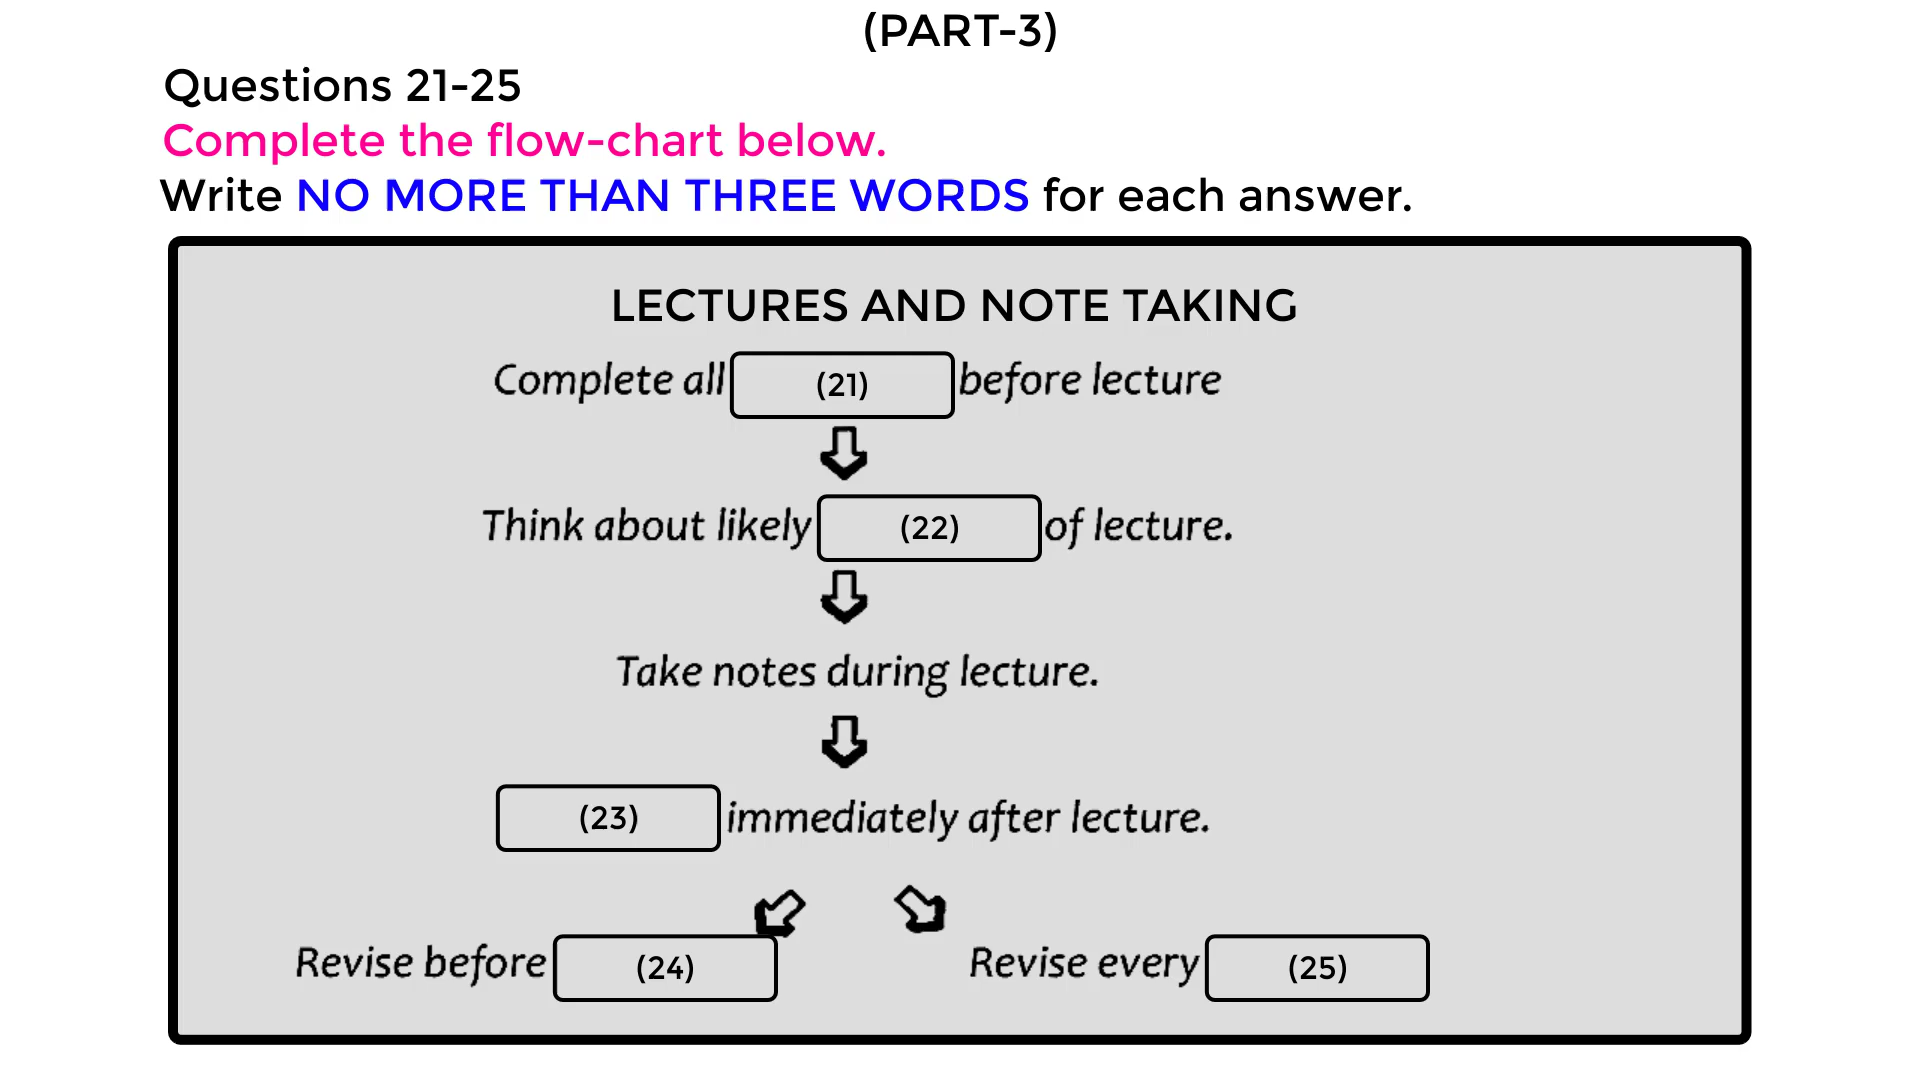 (PART-3)
Questions 21-25
Complete the flow-chart below.
Write NO MORE THAN THREE WORDS for each answer.
LECTURES AND NOTE TAKING
Complete all (21) before lecture
Think about likely (22) of lecture.
Take notes during lecture.
(23) immediately after lecture.
Revise before (24) Revise every (25)